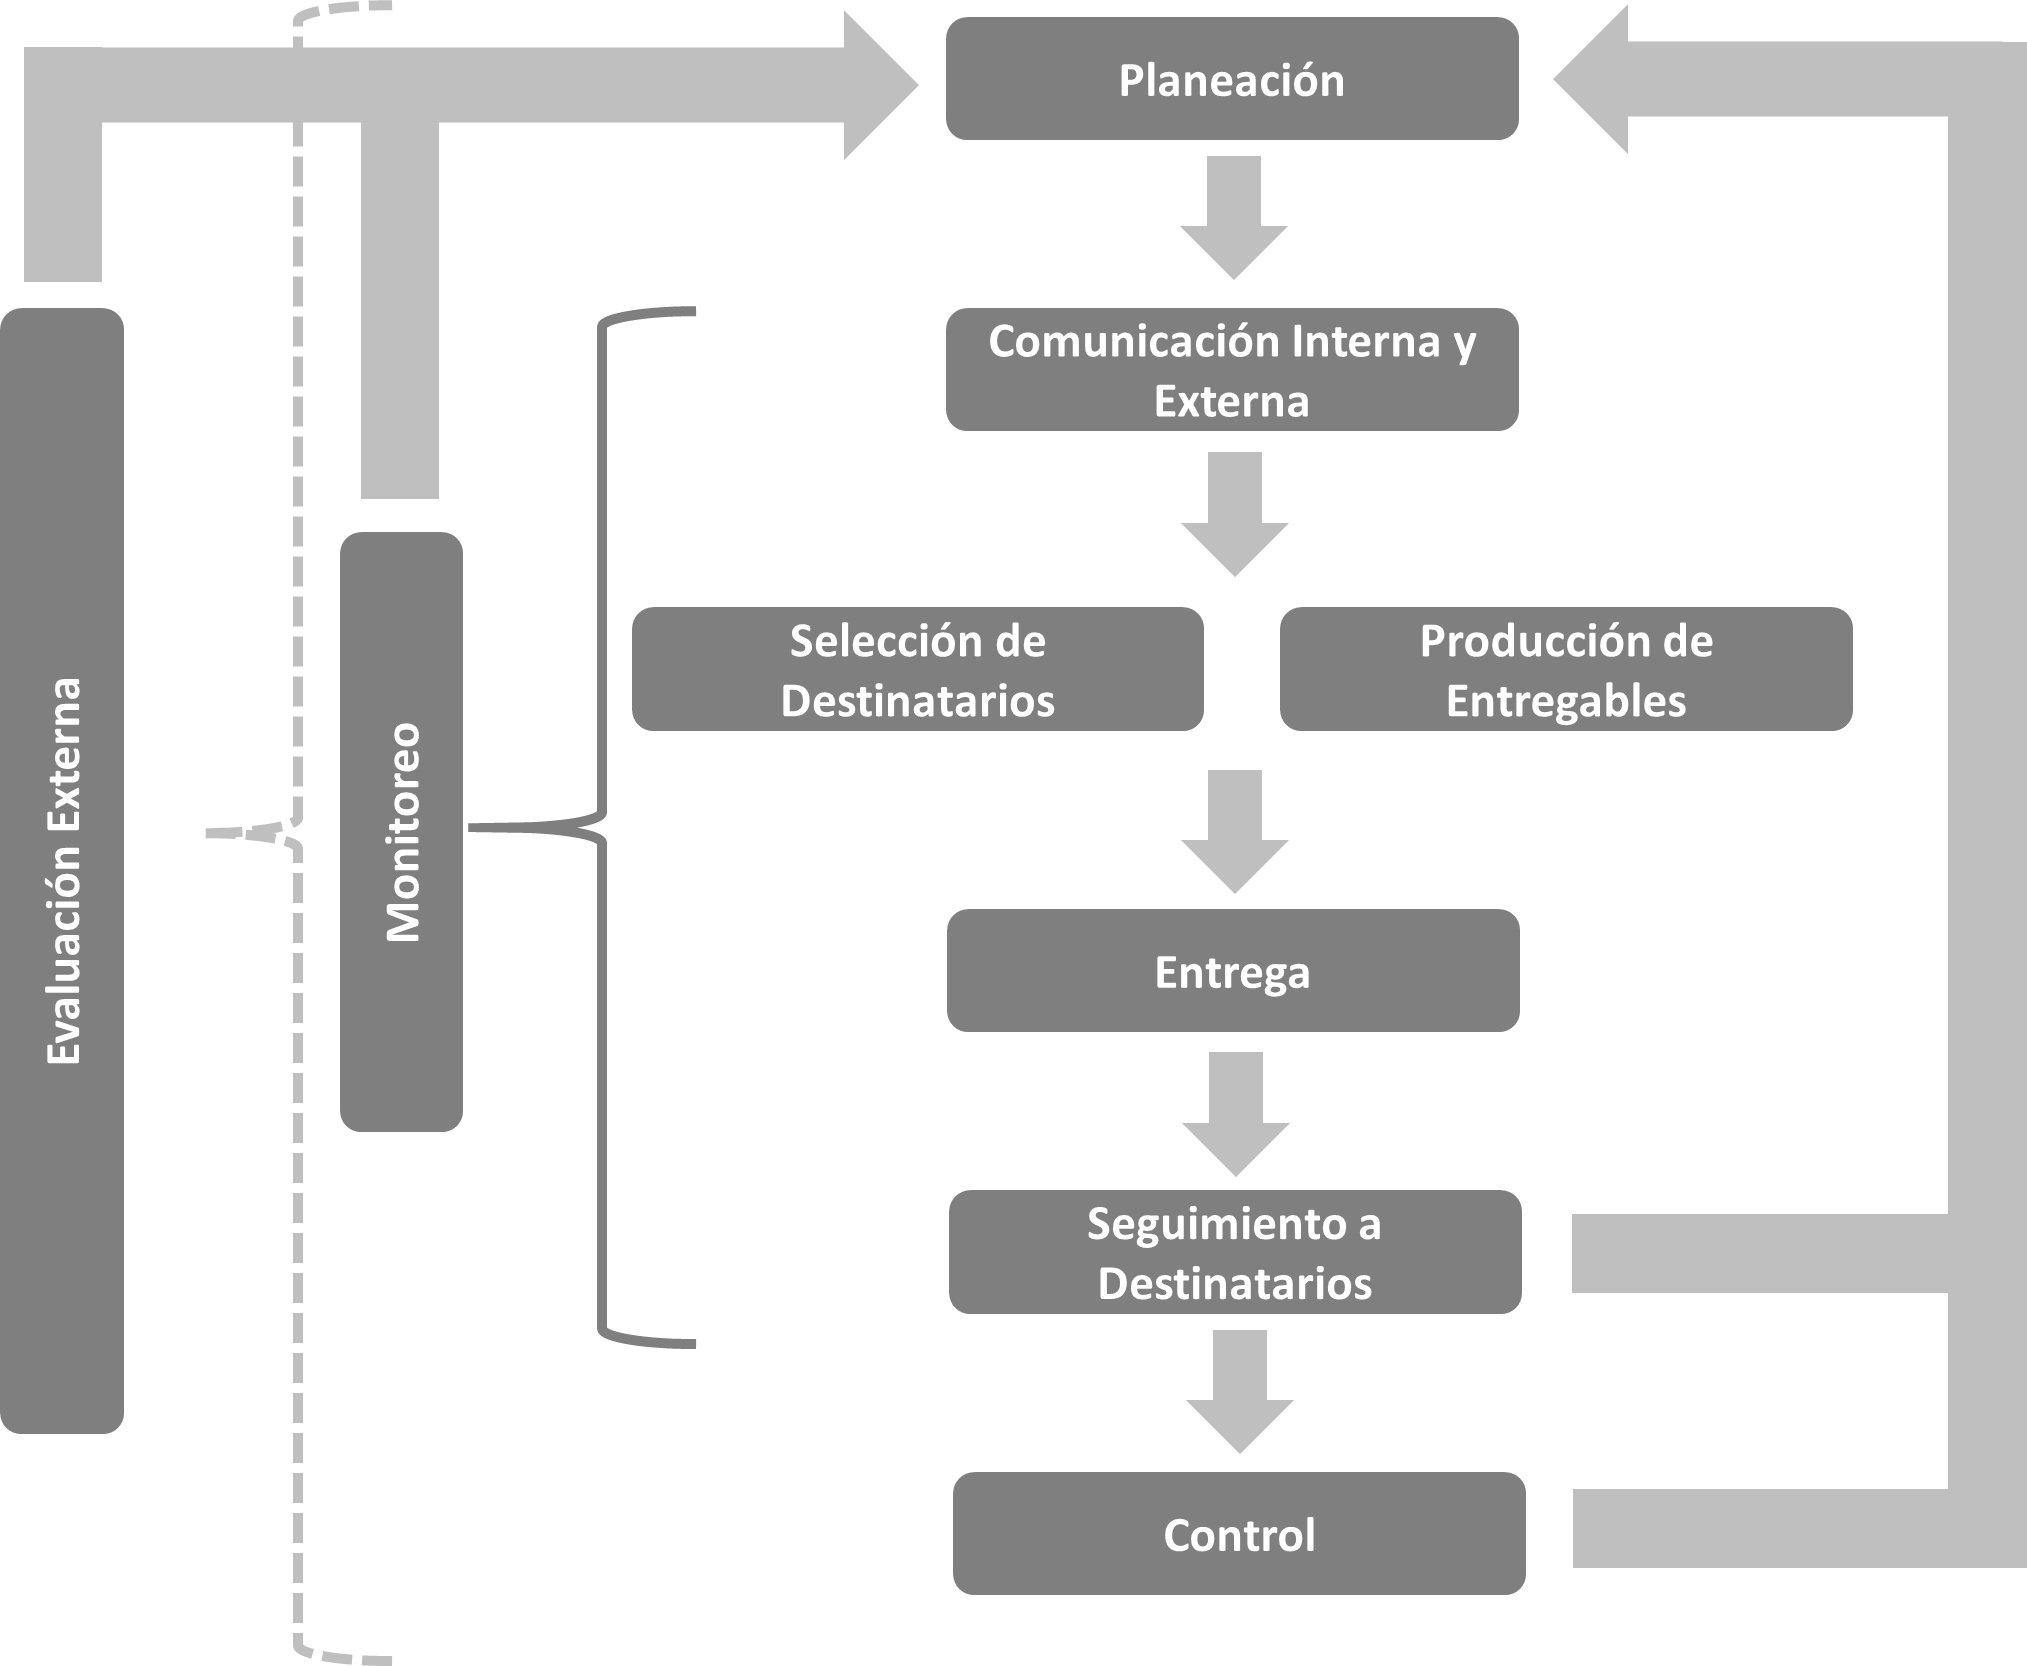 Planeación
Comunicación Interna y
Externa
Selección de
Destinatarios
Producción de
Entregables
Entrega
Seguimiento a
Destinatarios
Control
Monitoreo
Evaluación Externa